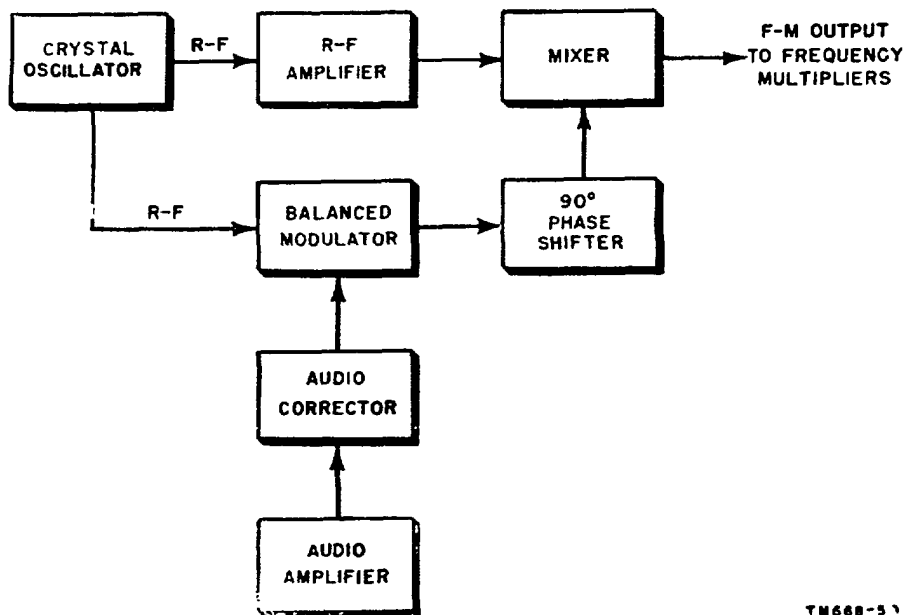 CRYSTAL
OSCILLATOR
R-F
R-F
AMPLIFIER
MIXER
F-M OUTPUT
TO FREQUENCY
MULTIPLIERS
R-F
BALANCED
MODULATOR
90°
PHASE
SHIFTER
AUDIO
CORRECTOR
AUDIO
AMPLIFIER